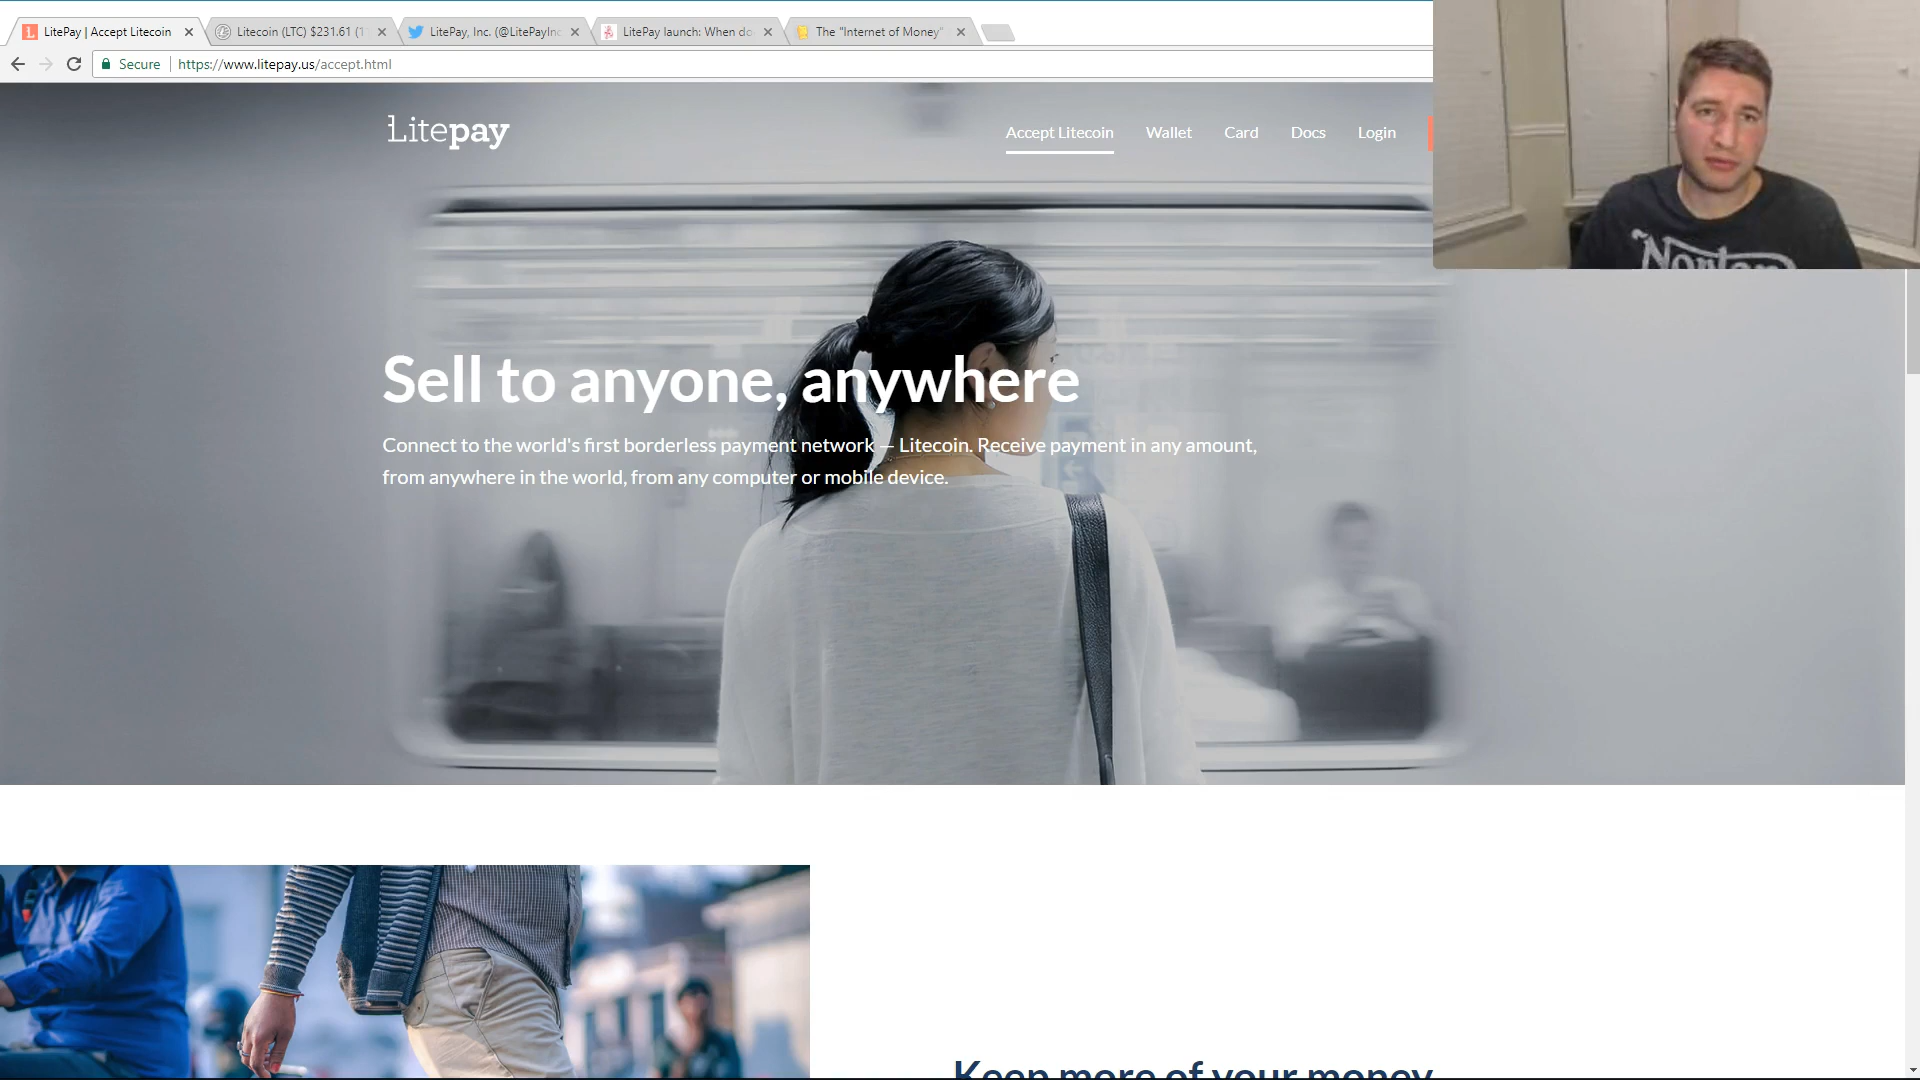 LitePay | Accept Litecoin
Litecoin (LTC) $231.61 (1
LitePay, Inc. (@LitePayInc
LitePay launch: When do
The "Internet of Money"
Secure
https://www.litepay.us/accept.html
Litepay
Accept Litecoin
Wallet
Card
Docs
Login
Norton
Sell to anyone, anywhere
Connect to the world's first borderless payment network — Litecoin. Receive payment in any amount,
from anywhere in the world, from any computer or mobile device.
Keep more of your money